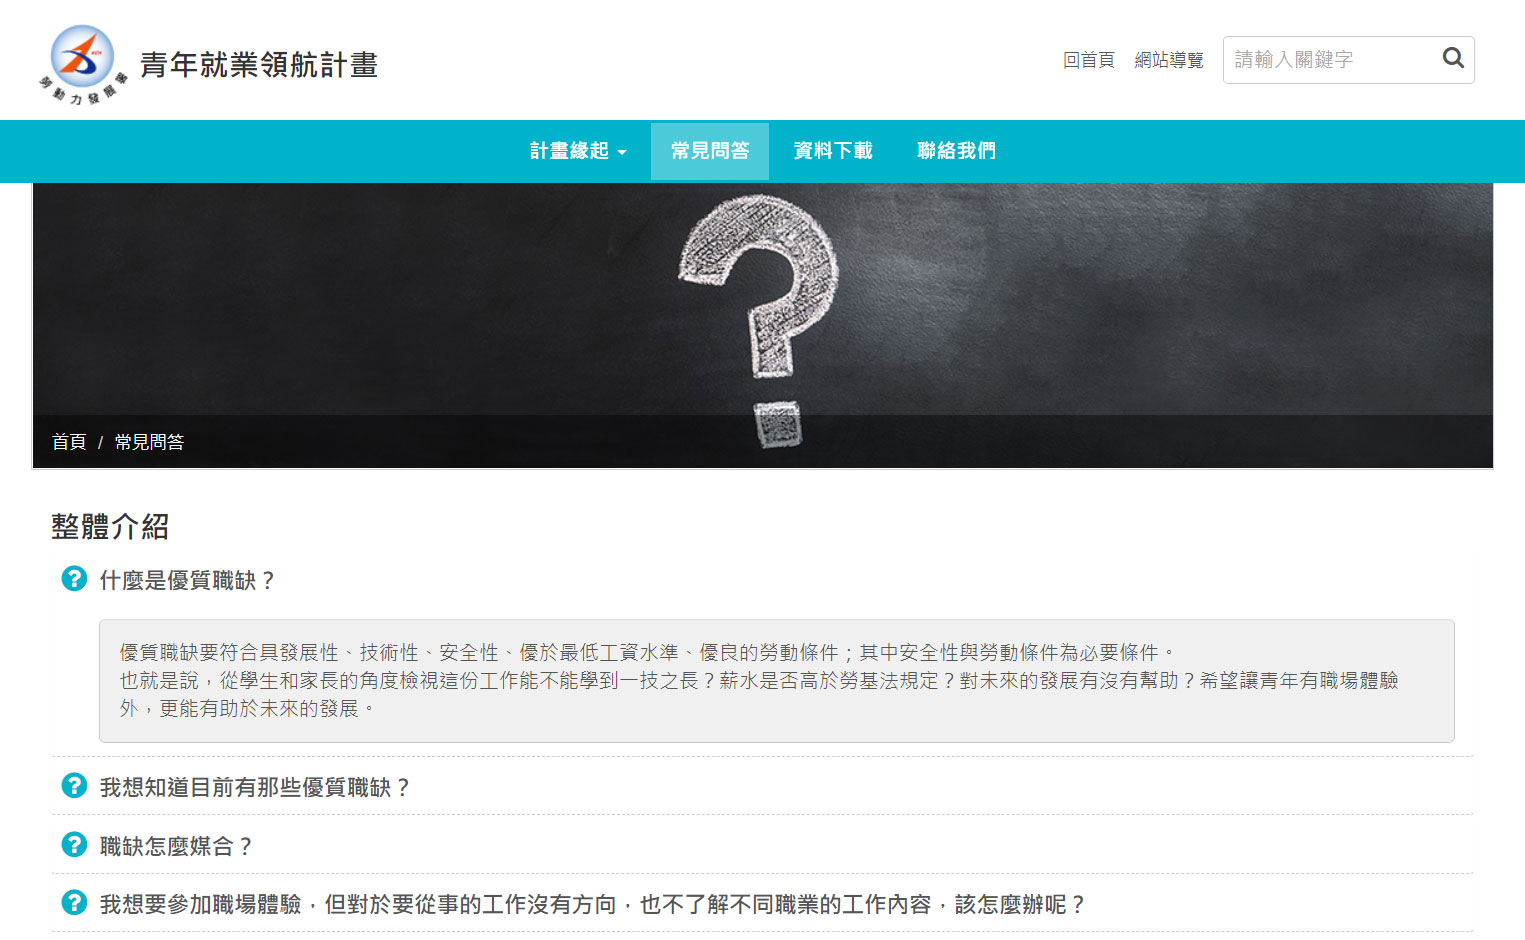 勞動力發展署
青年就業領航計畫
回首頁 網站導覽 請輸入關鍵字
計畫緣起 常見問答 資料下載 聯絡我們
?
首頁 / 常見問答
整體介紹
? 什麼是優質職缺？
優質職缺要符合具發展性、技術性、安全性、優於最低工資水準、優良的勞動條件；其中安全性與勞動條件為必要條件。
也就是說，從學生和家長的角度檢視這份工作能不能學到一技之長？薪水是否高於勞基法規定？對未來的發展有沒有幫助？希望讓青年有職場體驗
外，更能有助於未來的發展。
? 我想知道目前有那些優質職缺？
? 職缺怎麼媒合？
? 我想要參加職場體驗，但對於要從事的工作沒有方向，也不了解不同職業的工作內容，該怎麼辦呢？